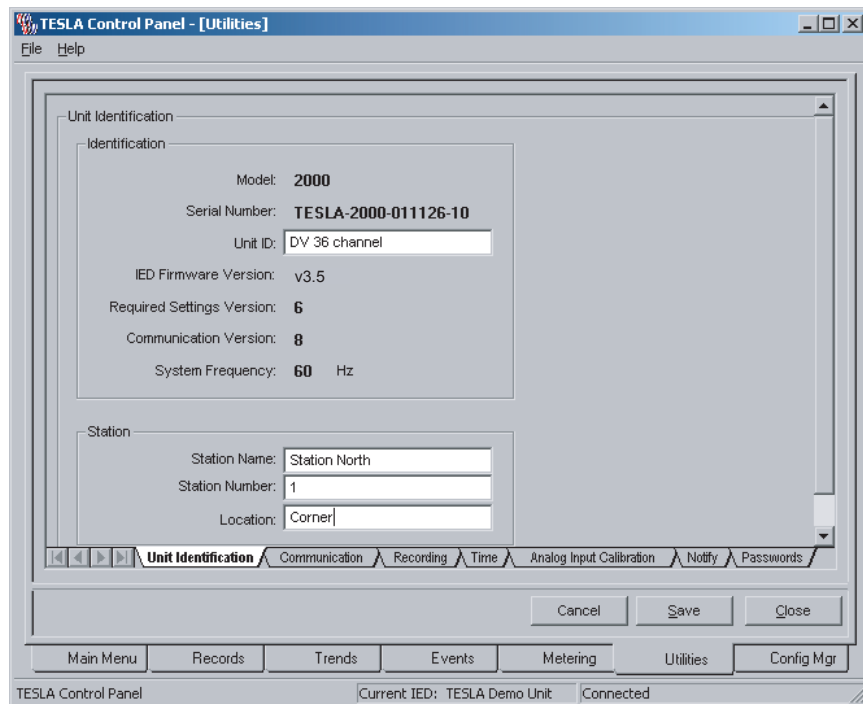 TESLA Control Panel - [Utilities]
File Help
Unit Identification
Identification
Model: 2000
Serial Number: TESLA-2000-011126-10
Unit ID: DV 36 channel
IED Firmware Version: v3.5
Required Settings Version: 6
Communication Version: 8
System Frequency: 60 Hz
Station
Station Name: Station North
Station Number: 1
Location: Corner
Unit Identification Communication Recording Time Analog Input Calibration Notify Passwords
Cancel Save Close
Main Menu Records Trends Events Metering Utilities Config Mgr
TESLA Control Panel Current IED: TESLA Demo Unit Connected